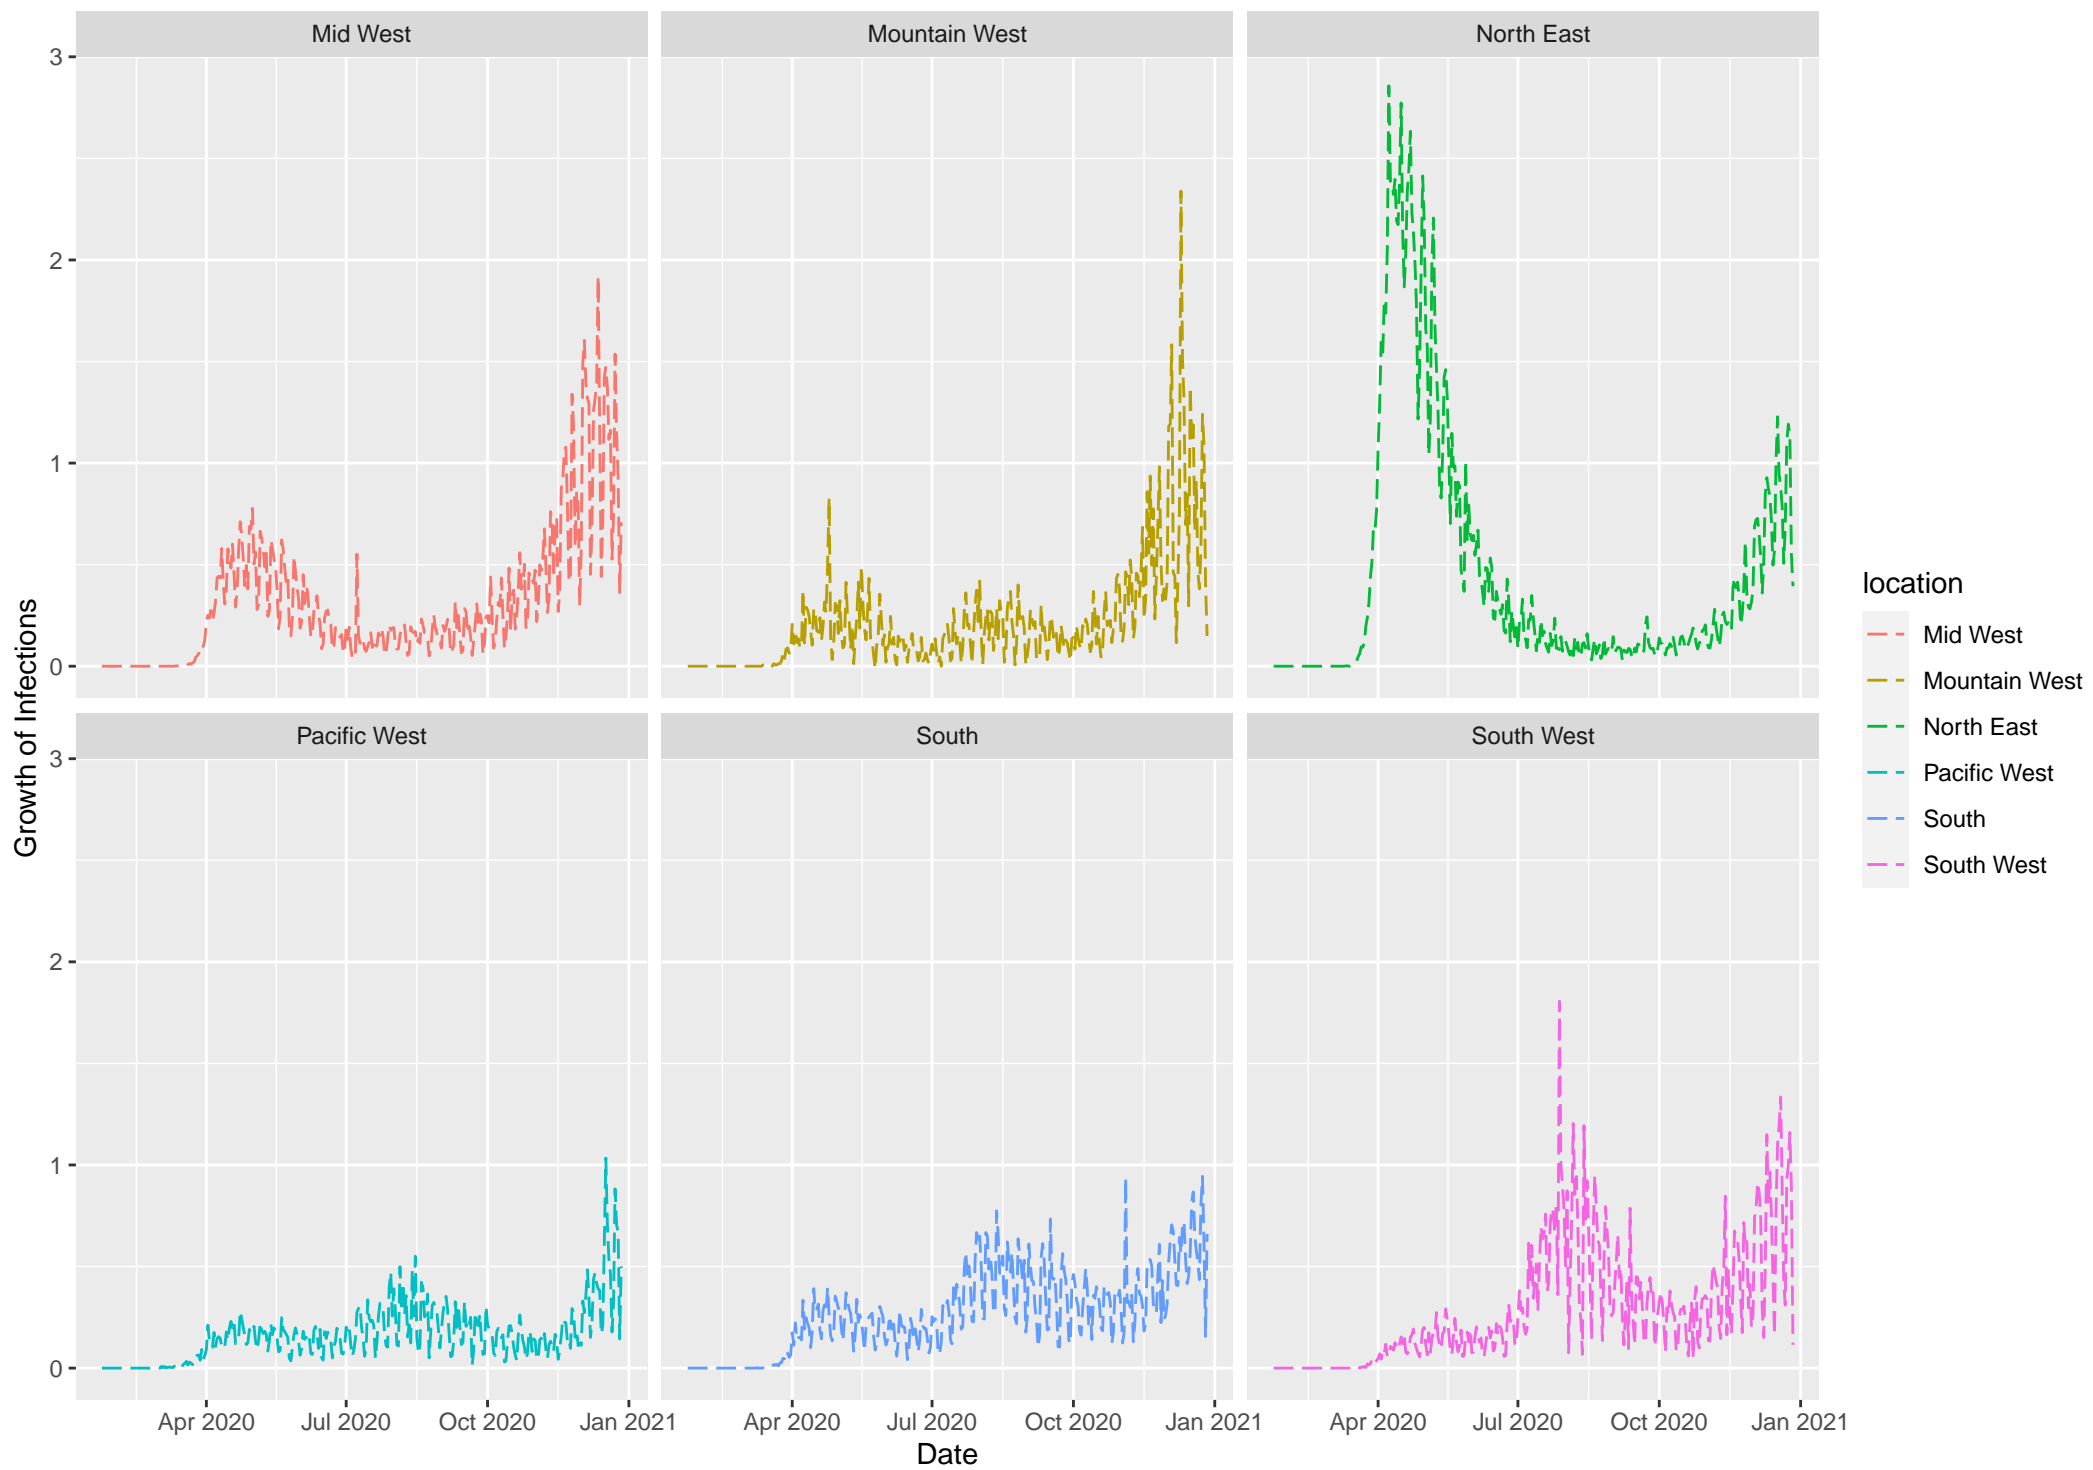 Mid West
Mountain West
North East
3
2
1
0
Pacific West
South
South West
3
2
1
0
Growth of Infections
Apr 2020
Jul 2020
Oct 2020
Jan 2021
Apr 2020
Jul 2020
Oct 2020
Jan 2021
Apr 2020
Jul 2020
Oct 2020
Jan 2021
Date
location
Mid West
Mountain West
North East
Pacific West
South
South West